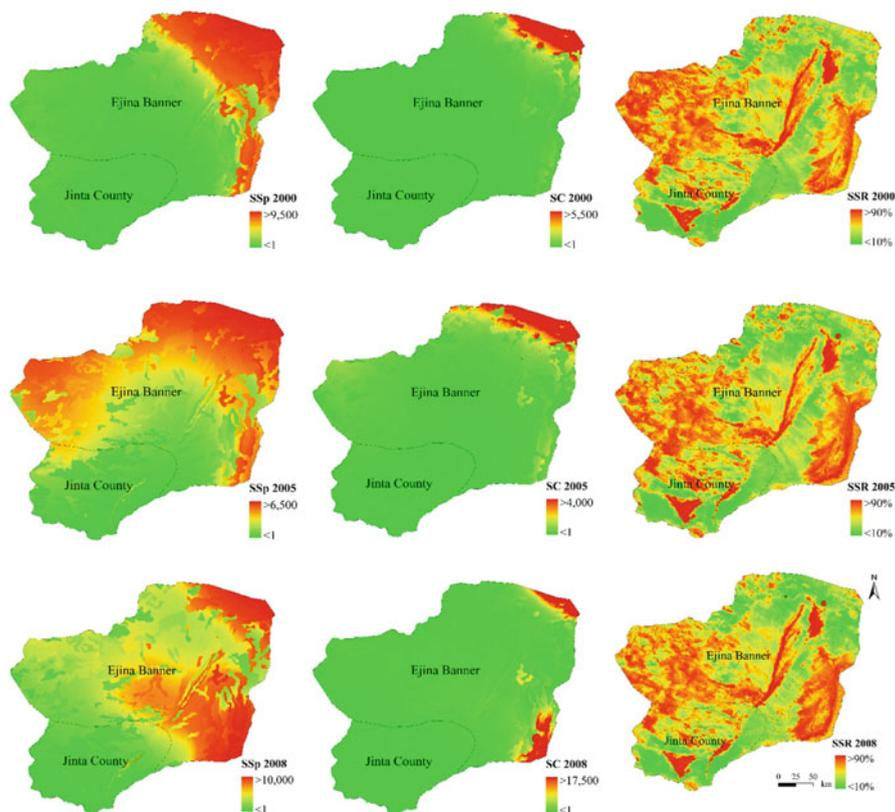 Ejina Banner
Jinta County
SSp 2000
>9,500
<1
Ejina Banner
Jinta County
SC 2000
>5,500
<1
Ejina Banner
Jinta County
SSR 2000
>90%
<10%
Ejina Banner
Jinta County
SSp 2005
>6,500
<1
Ejina Banner
Jinta County
SC 2005
>4,000
<1
Ejina Banner
Jinta County
SSR 2005
>90%
<10%
Ejina Banner
Jinta County
SSp 2008
>10,000
<1
Ejina Banner
Jinta County
SC 2008
>17,500
<1
N
Ejina Banner
Jinta County
SSR 2008
>90%
<10%
0 25 50
km